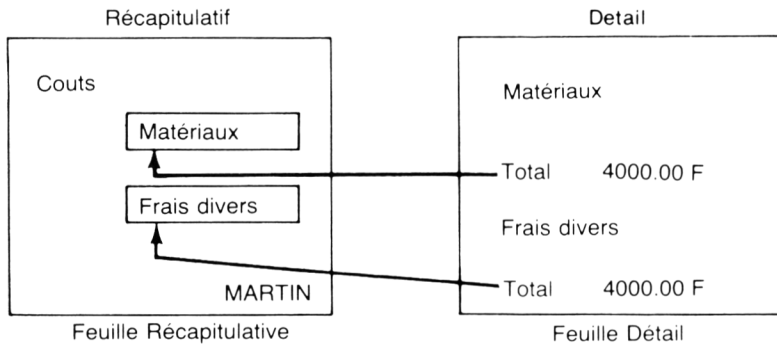 Récapitulatif
Couts
Matériaux
Frais divers
MARTIN
Feuille Récapitulative
Detail
Matériaux
Total 4000.00 F
Frais divers
Total 4000.00 F
Feuille Détail